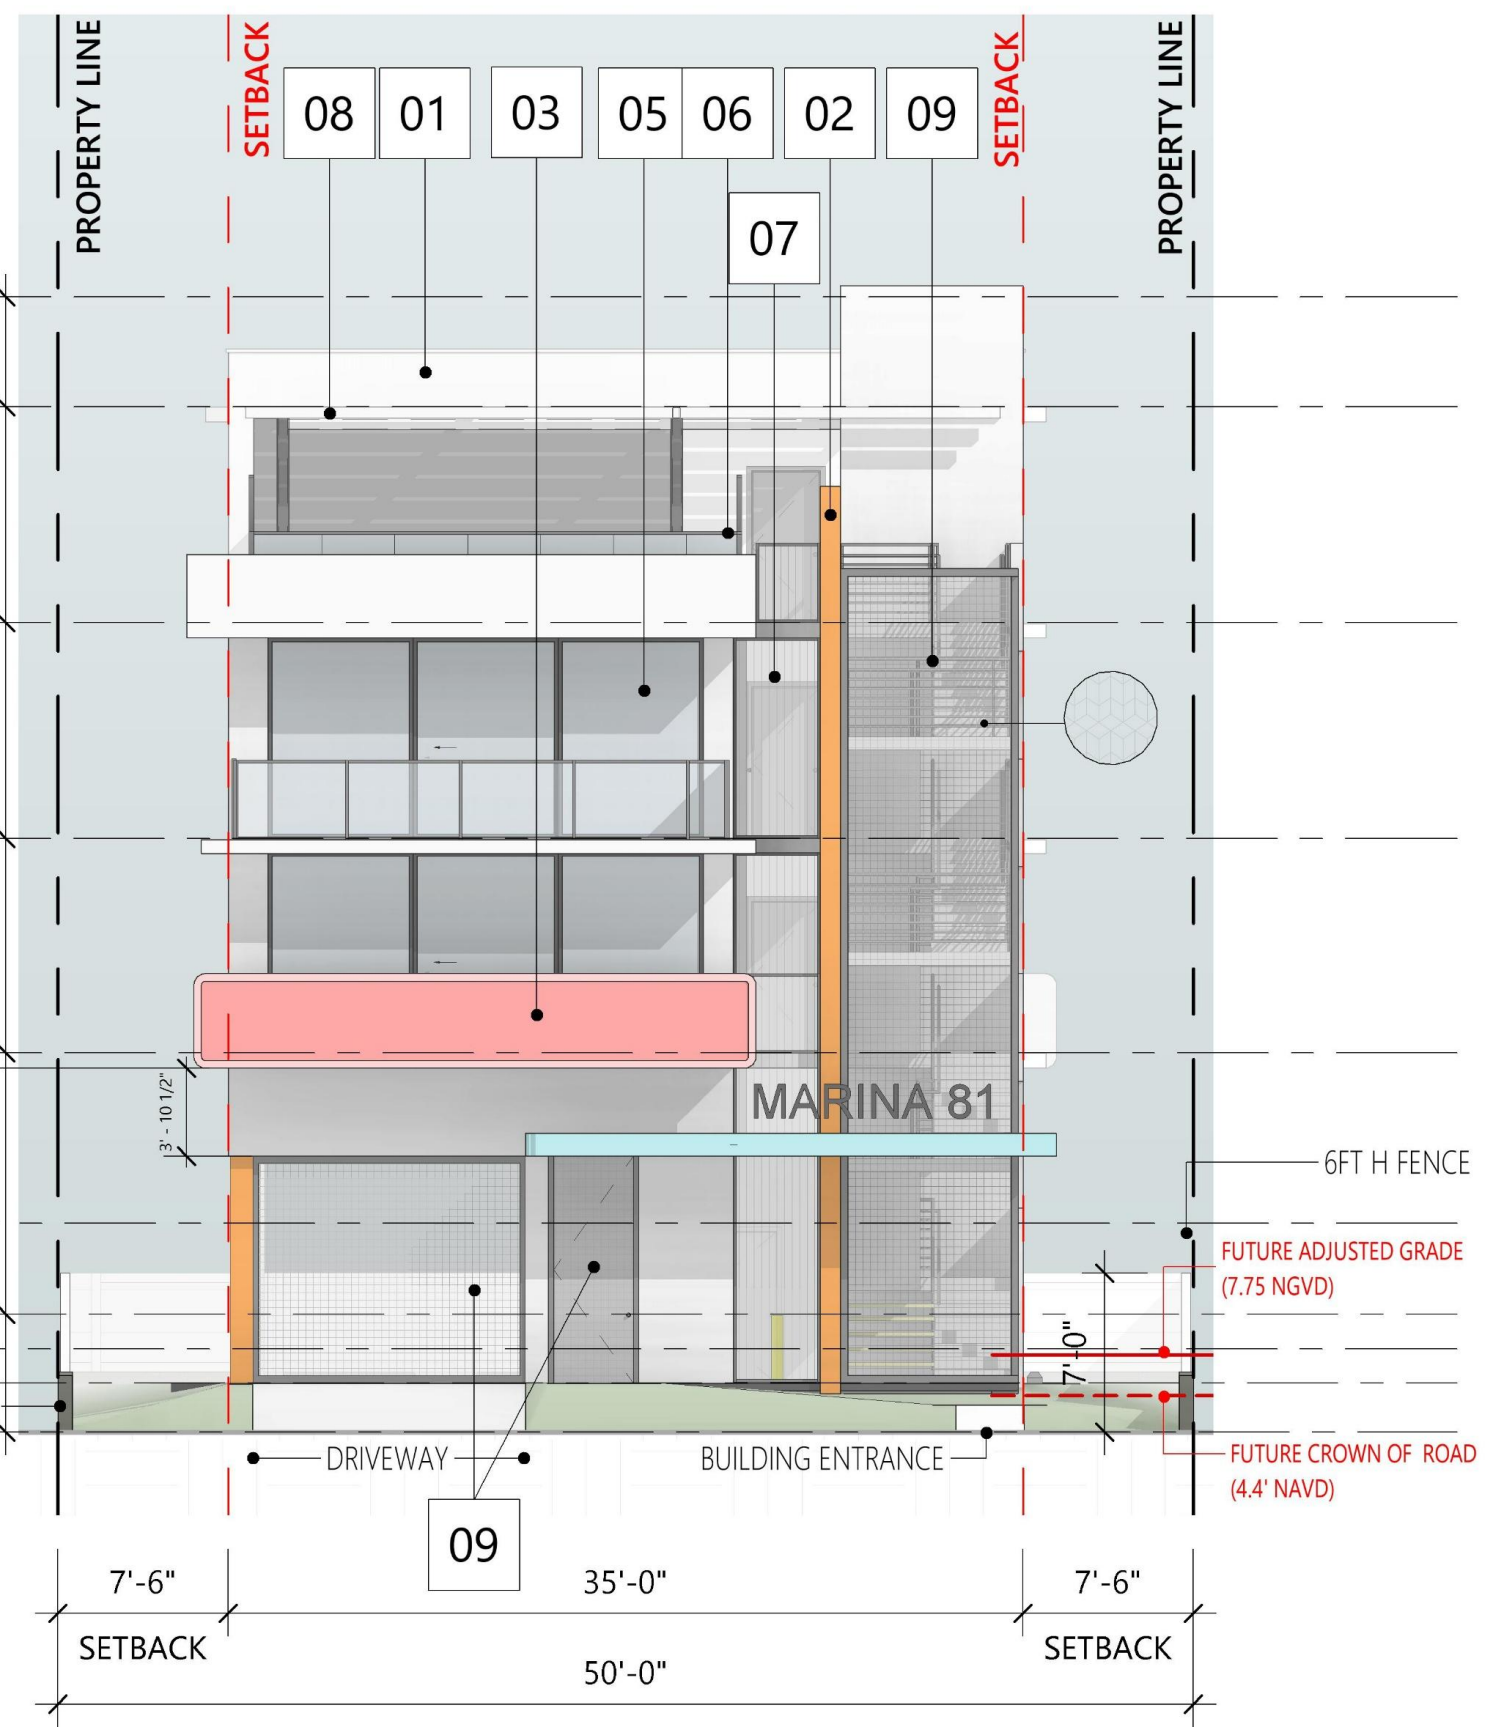 PROPERTY LINE
SETBACK
SETBACK
PROPERTY LINE
08
01
03
05
06
02
09
07
3' - 10 1/2"
MARINA 81
6FT H FENCE
FUTURE ADJUSTED GRADE
(7.75 NGVD)
7'-0"
DRIVEWAY
BUILDING ENTRANCE
FUTURE CROWN OF ROAD
(4.4' NAVD)
09
7'-6"
35'-0"
7'-6"
SETBACK
SETBACK
50'-0"